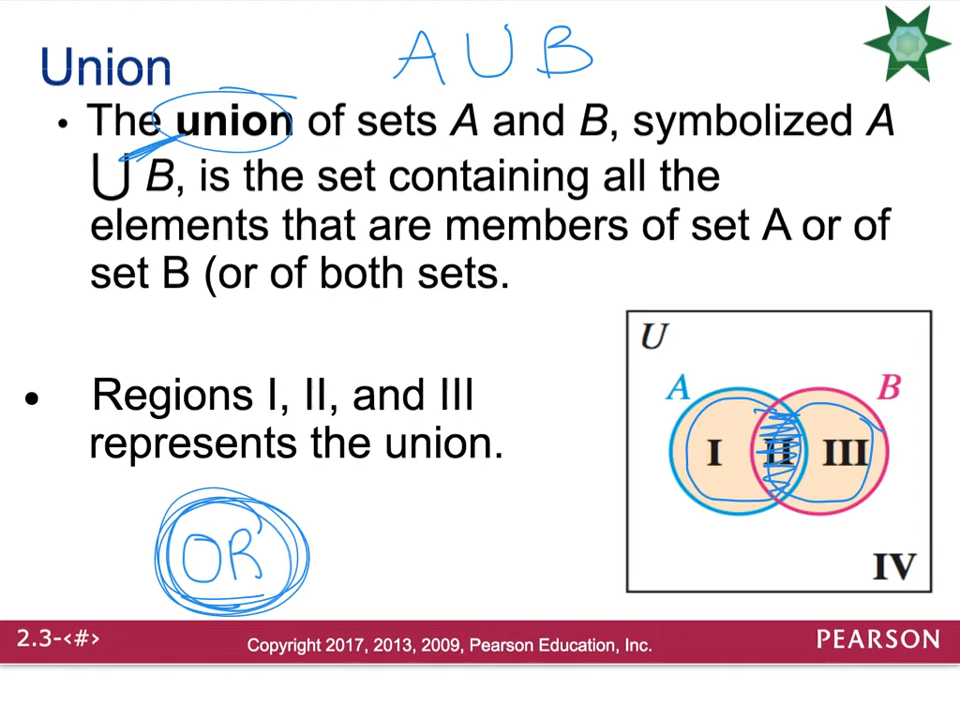 A U B
Union
• The union of sets A and B, symbolized A
⋃ B, is the set containing all the
elements that are members of set A or of
set B (or of both sets.
• Regions I, II, and III
represents the union.
OR
U
A
B
I
II
III
IV
2.3-<#>
Copyright 2017, 2013, 2009, Pearson Education, Inc.
PEARSON